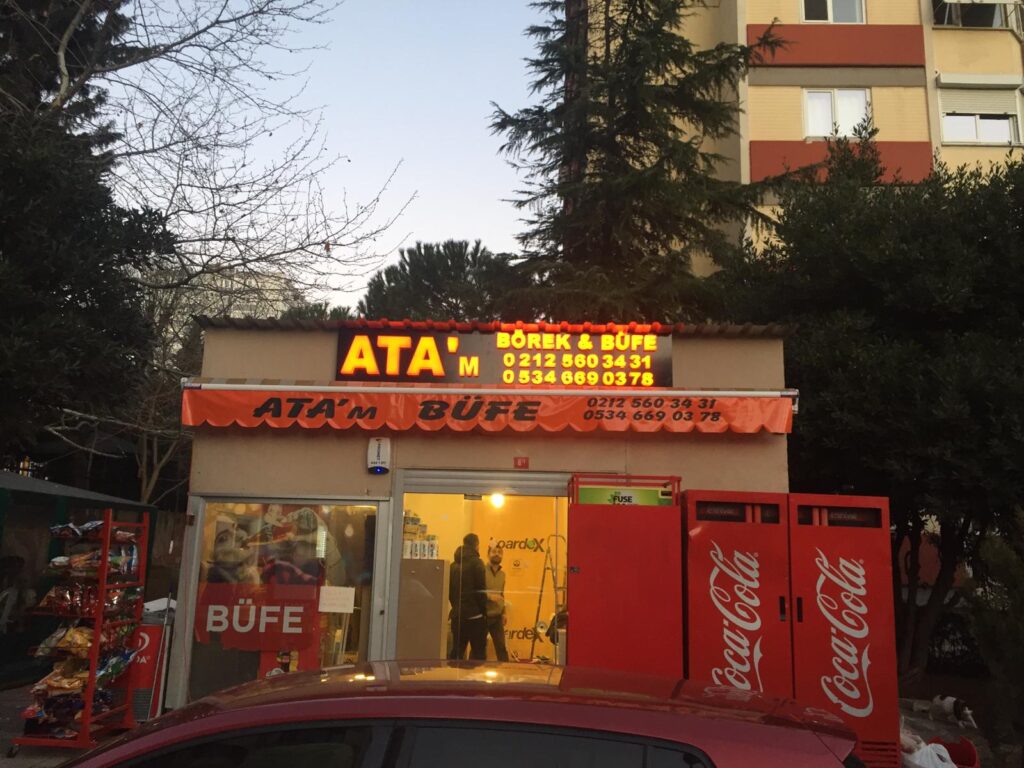 ATA'M
BÖREK & BÜFE
0 212 560 34 31
0 534 669 03 78
ATA'M BÜFE
0212 560 34 31
0534 669 03 78
FUSE
BÜFE
Coca-Cola
Coca-Cola